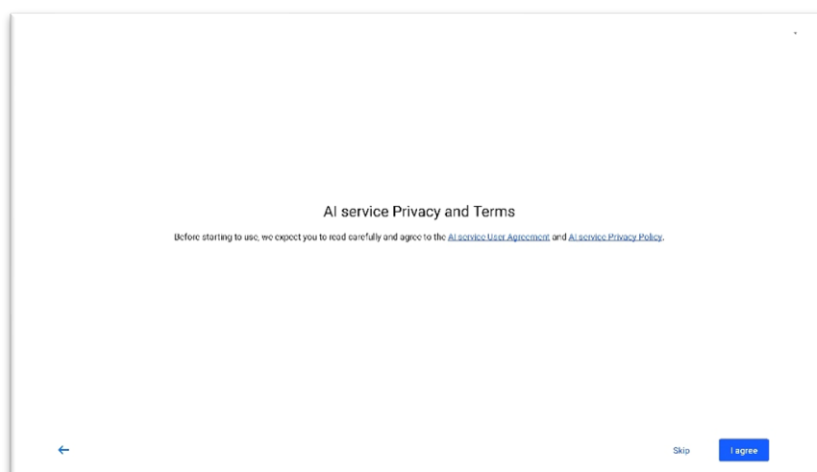 AI service Privacy and Terms
Before starting to use, we expect you to read carefully and agree to the AI service User Agreement and AI service Privacy Policy.
Skip
I agree